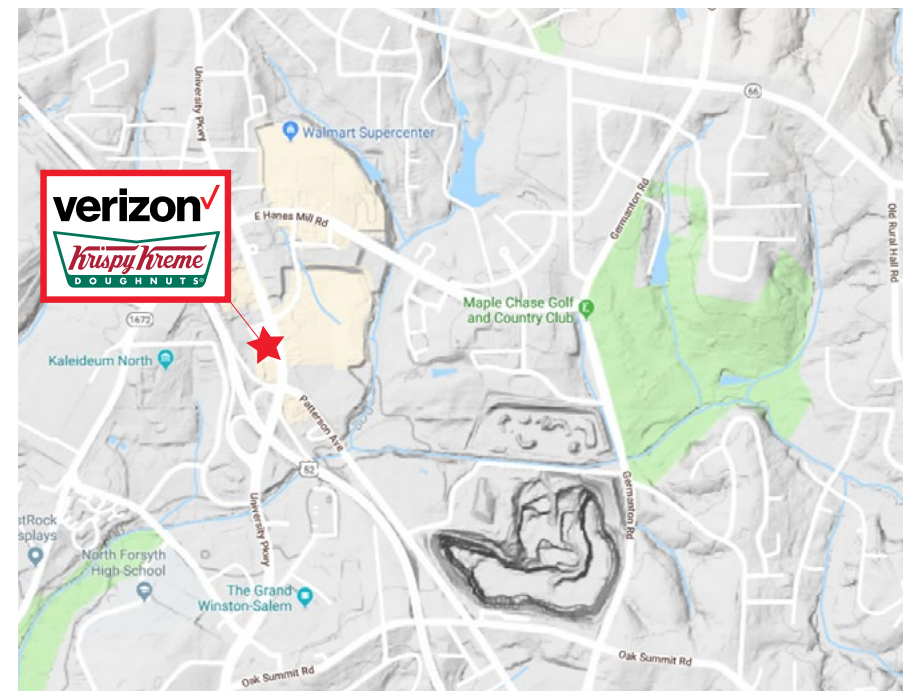 University Pkwy
66
Walmart Supercenter
verizon
Krispy Kreme
DOUGHNUTS
E Hanes Mill Rd
Germanton Rd
Old Rural Hall Rd
Maple Chase Golf
and Country Club
1672
Kaleideum North
Patterson Ave
52
University Pkwy
Germanton Rd
stRock
splays
North Forsyth
High School
The Grand
Winston-Salem
Oak Summit Rd
Oak Summit Rd